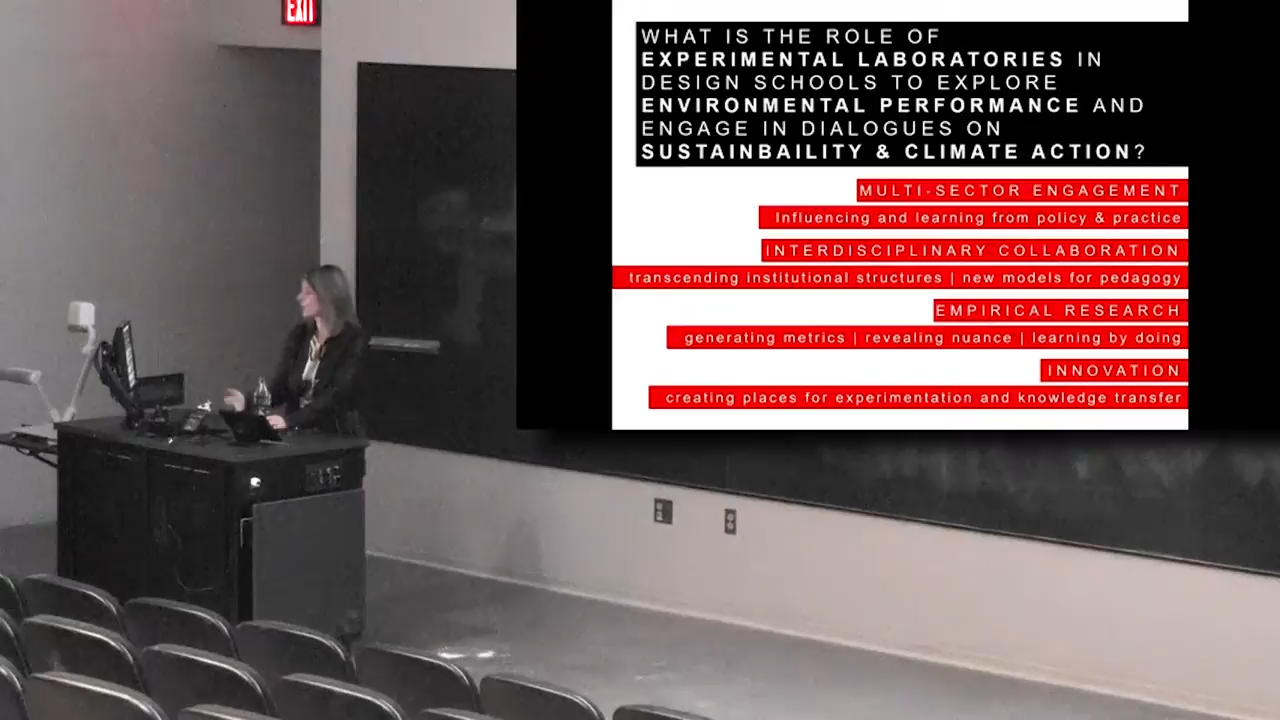 EXIT
WHAT IS THE ROLE OF
EXPERIMENTAL LABORATORIES IN
DESIGN SCHOOLS TO EXPLORE
ENVIRONMENTAL PERFORMANCE AND
ENGAGE IN DIALOGUES ON
SUSTAINBAILITY & CLIMATE ACTION?
MULTI-SECTOR ENGAGEMENT
Influencing and learning from policy & practice
INTERDISCIPLINARY COLLABORATION
transcending institutional structures | new models for pedagogy
EMPIRICAL RESEARCH
generating metrics | revealing nuance | learning by doing
INNOVATION
creating places for experimentation and knowledge transfer